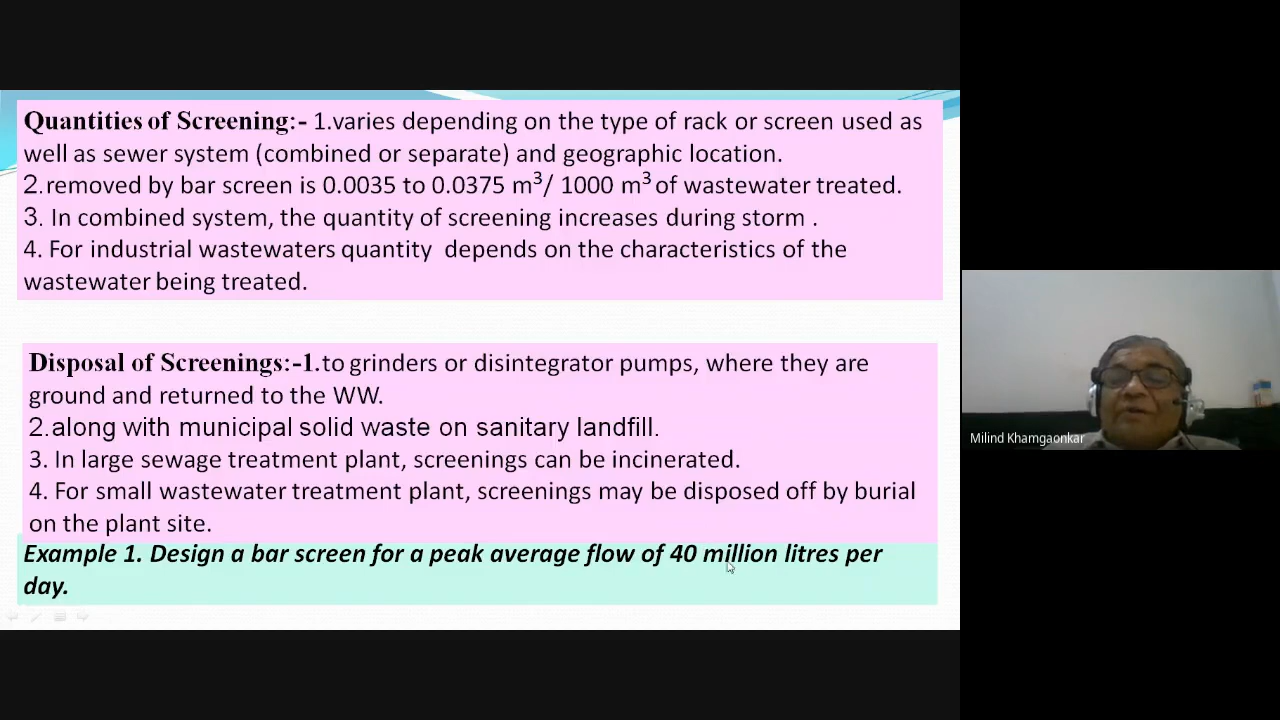 Quantities of Screening:- 1.varies depending on the type of rack or screen used as
well as sewer system (combined or separate) and geographic location.
2.removed by bar screen is 0.0035 to 0.0375 m³/ 1000 m³ of wastewater treated.
3. In combined system, the quantity of screening increases during storm .
4. For industrial wastewaters quantity depends on the characteristics of the
wastewater being treated.
Disposal of Screenings:-1.to grinders or disintegrator pumps, where they are
ground and returned to the WW.
2.along with municipal solid waste on sanitary landfill.
3. In large sewage treatment plant, screenings can be incinerated.
4. For small wastewater treatment plant, screenings may be disposed off by burial
on the plant site.
Example 1. Design a bar screen for a peak average flow of 40 million litres per
day.
Milind Khamgaonkar